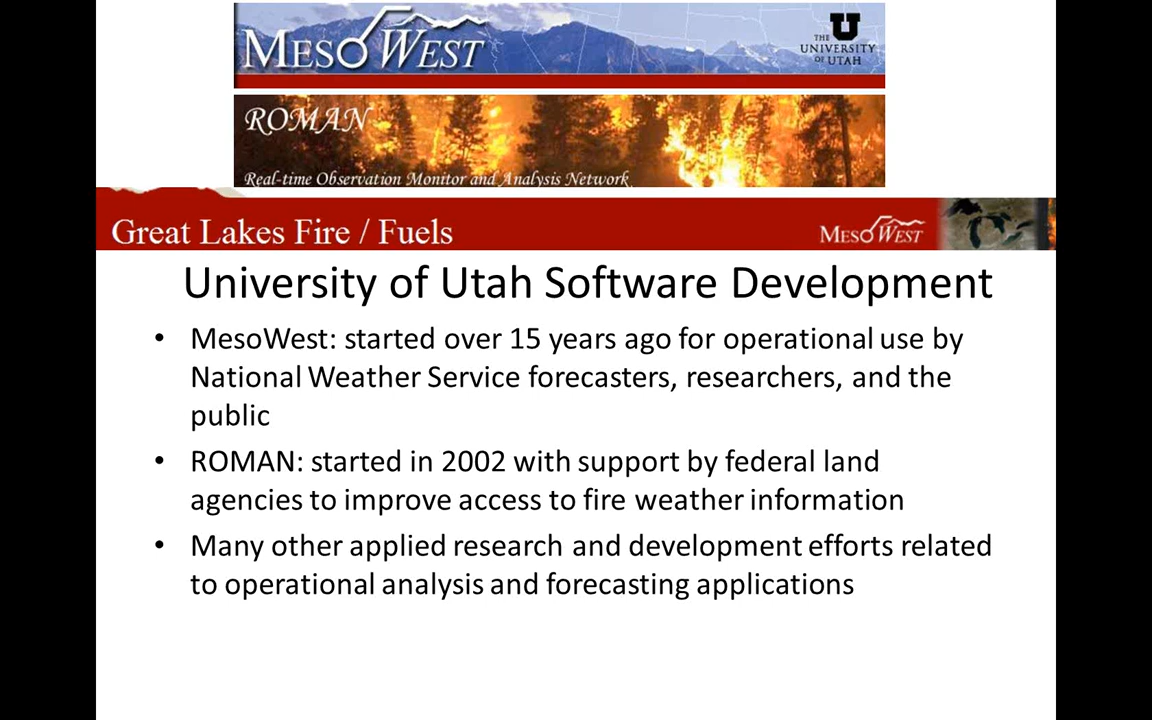 MESOWEST
THE
UNIVERSITY
OF UTAH
ROMAN
Real-time Observation Monitor and Analysis Network
Great Lakes Fire / Fuels
MESOWEST
University of Utah Software Development
• MesoWest: started over 15 years ago for operational use by
National Weather Service forecasters, researchers, and the
public
• ROMAN: started in 2002 with support by federal land
agencies to improve access to fire weather information
• Many other applied research and development efforts related
to operational analysis and forecasting applications